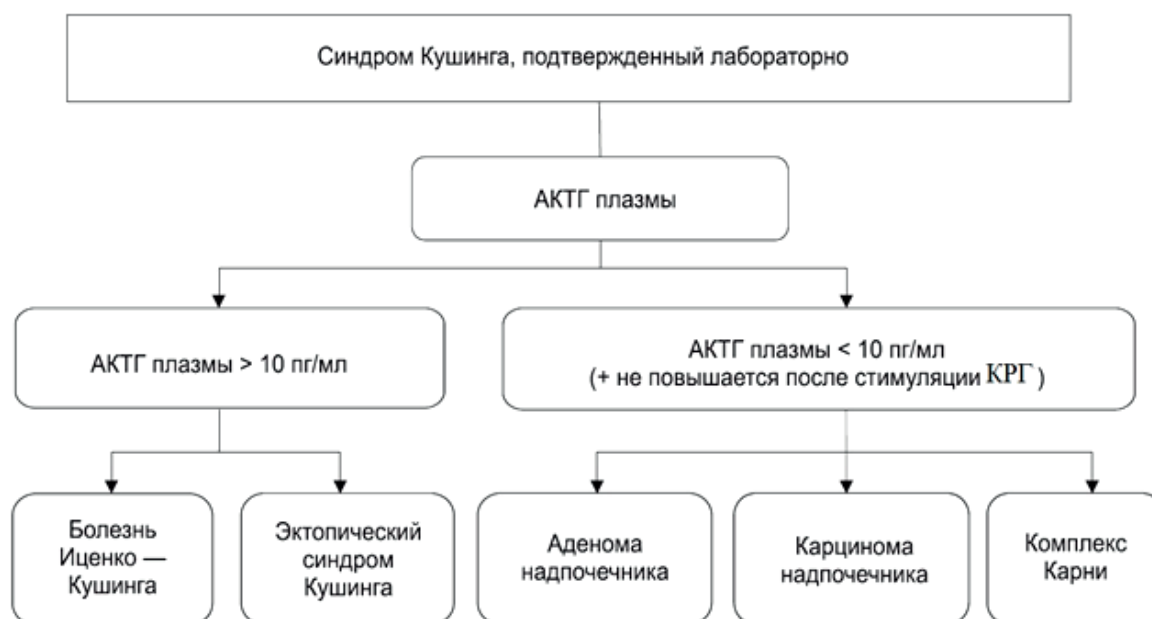 Синдром Кушинга, подтвержденный лабораторно
АКТГ плазмы
АКТГ плазмы > 10 пг/мл
АКТГ плазмы < 10 пг/мл
(+ не повышается после стимуляции КРГ )
Болезнь
Иценко —
Кушинга
Эктопический
синдром
Кушинга
Аденома
надпочечника
Карцинома
надпочечника
Комплекс
Карни